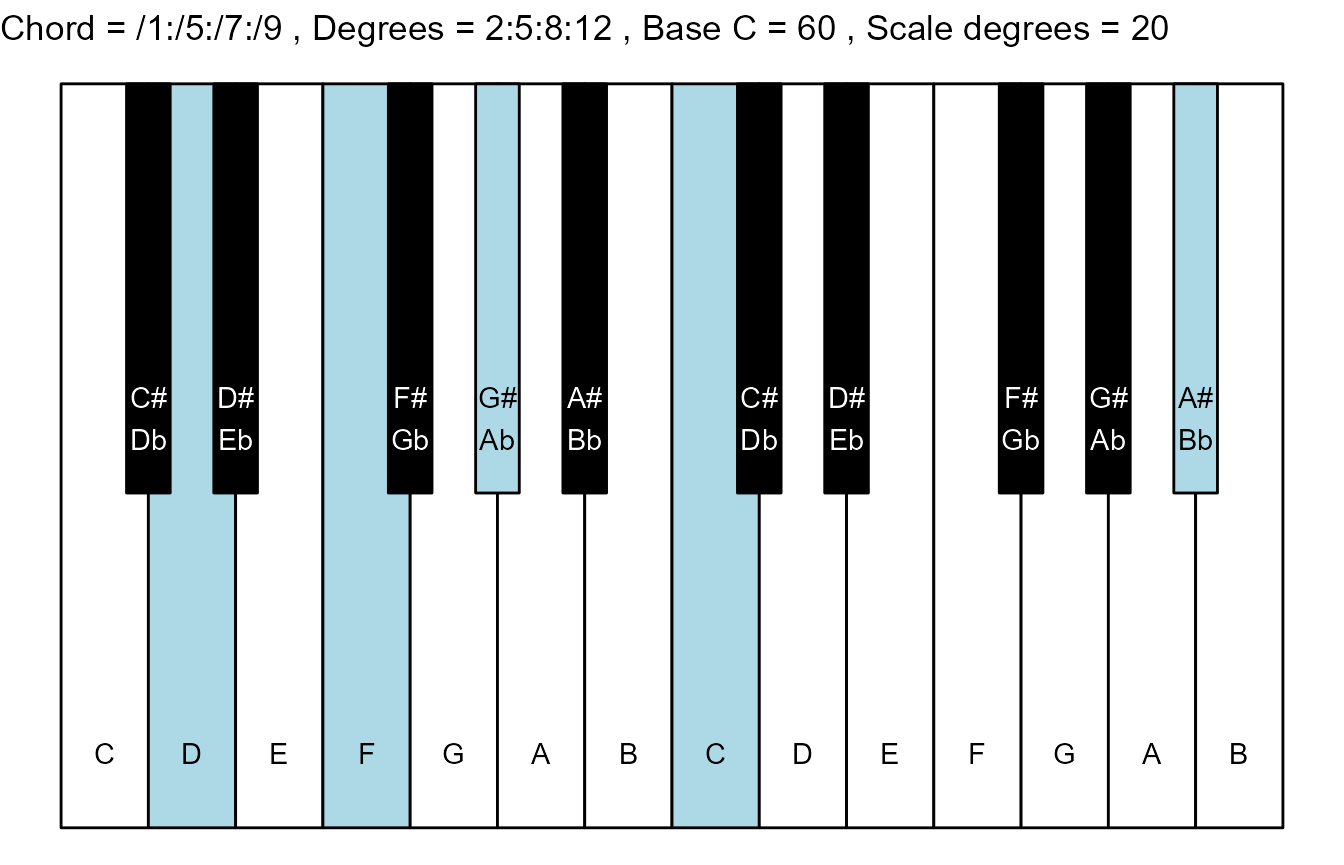 Chord = /1:/5:/7:/9 , Degrees = 2:5:8:12 , Base C = 60 , Scale degrees = 20
C# D# F# G# A# C# D# F# G# A#
Db Eb Gb Ab Bb Db Eb Gb Ab Bb
C D E F G A B C D E F G A B